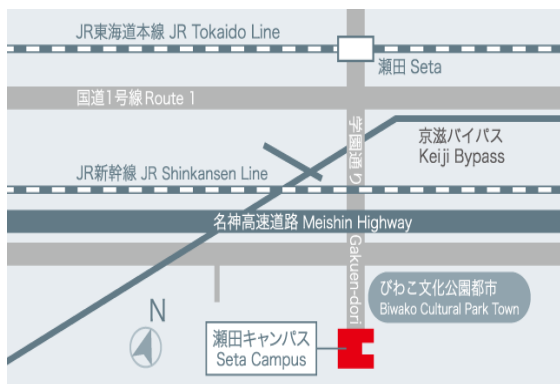 JR東海道本線 JR Tokaido Line
瀬田 Seta
国道1号線 Route 1
学園通り Gakuen-dori
京滋バイパス
Keiji Bypass
JR新幹線 JR Shinkansen Line
名神高速道路 Meishin Highway
びわこ文化公園都市
Biwako Cultural Park Town
N
瀬田キャンパス
Seta Campus